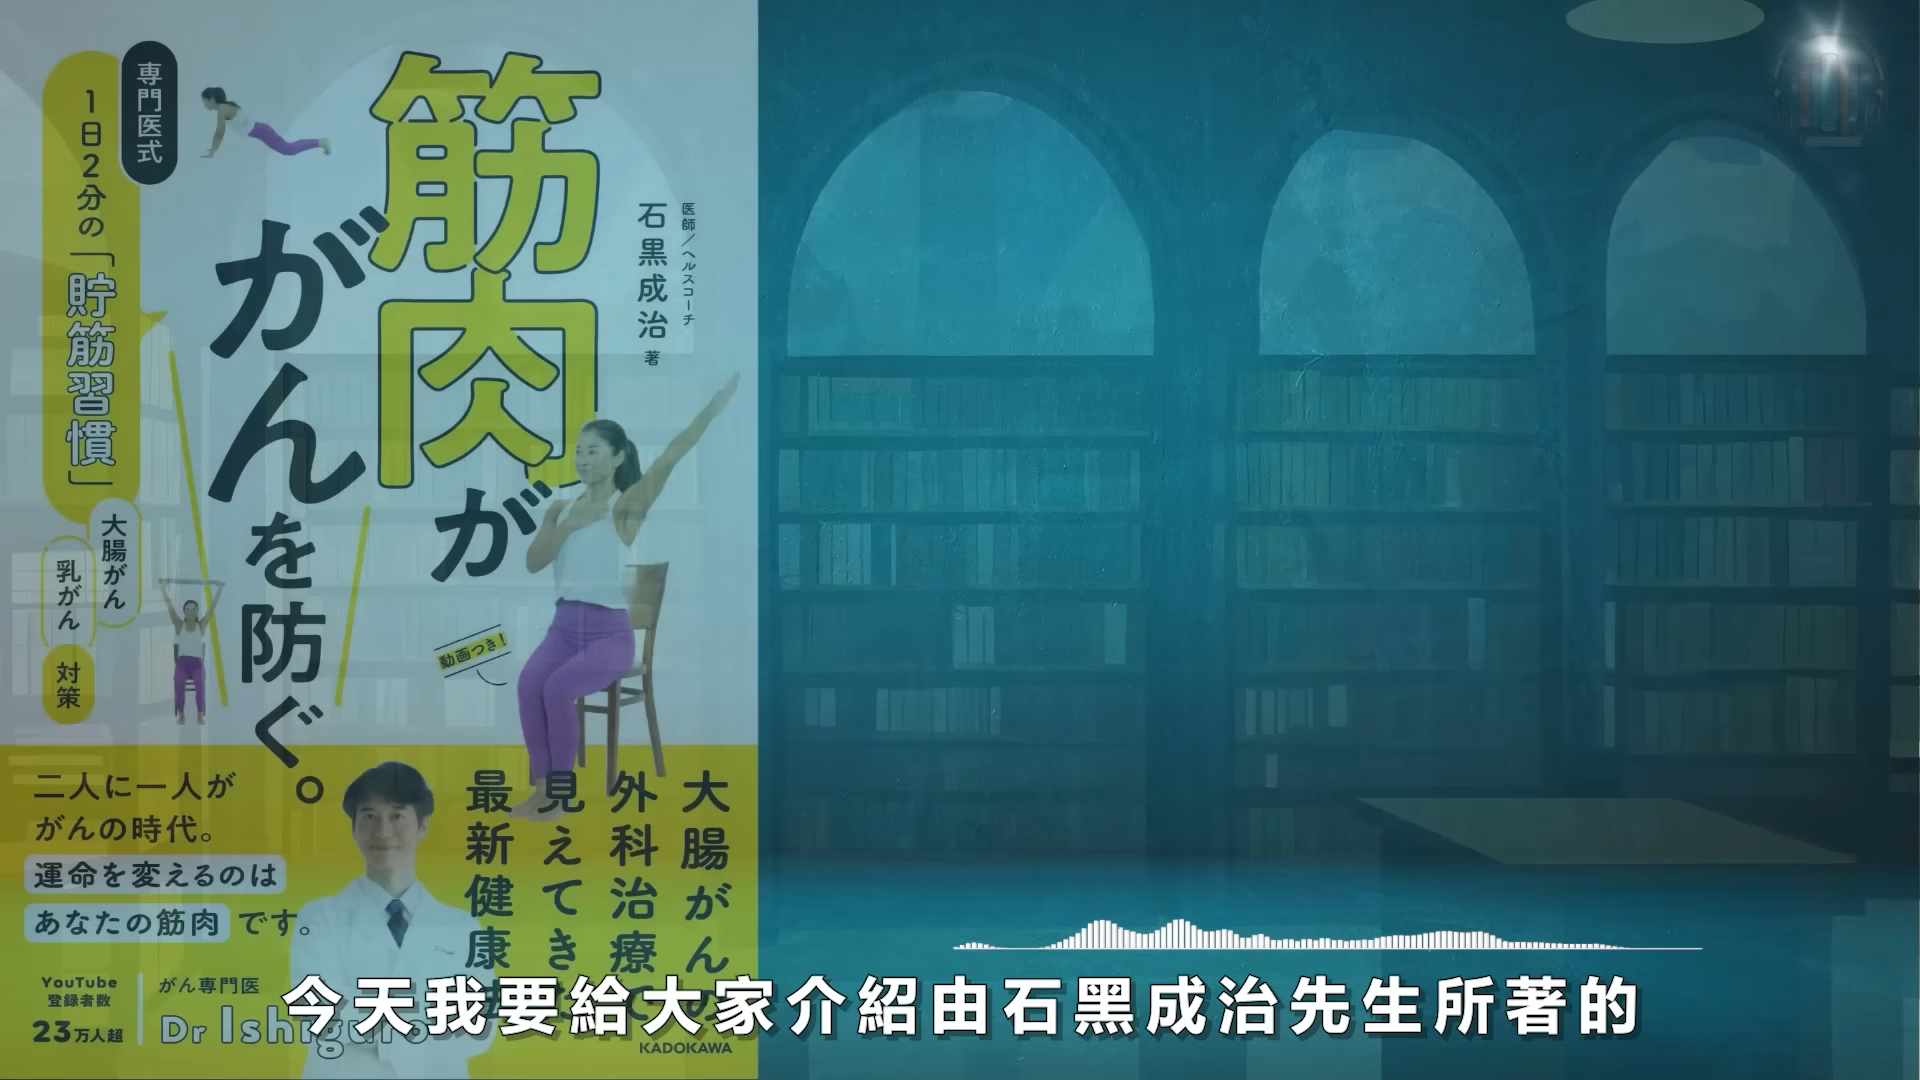 筋肉が
がんを防ぐ。
医師／ヘルスコーチ
石黒成治 著
専門医式
1日2分の「貯筋習慣」
大腸がん
乳がん
対策
動画つき！
大腸がんの
外科治療で
見えてきた
最新健康
二人に一人が
がんの時代。
運命を変えるのは
あなたの筋肉です。
YouTube
登録者数
23万人超
がん専門医
Dr Ishiguro
KADOKAWA
今天我要給大家介紹由石黑成治先生所著的